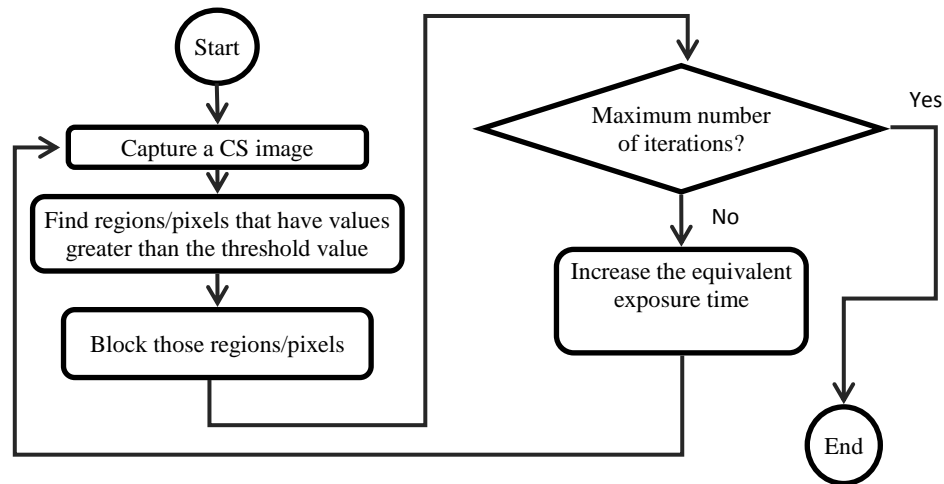 Start
Capture a CS image
Find regions/pixels that have values
greater than the threshold value
Block those regions/pixels
Maximum number
of iterations?
Yes
No
Increase the equivalent
exposure time
End